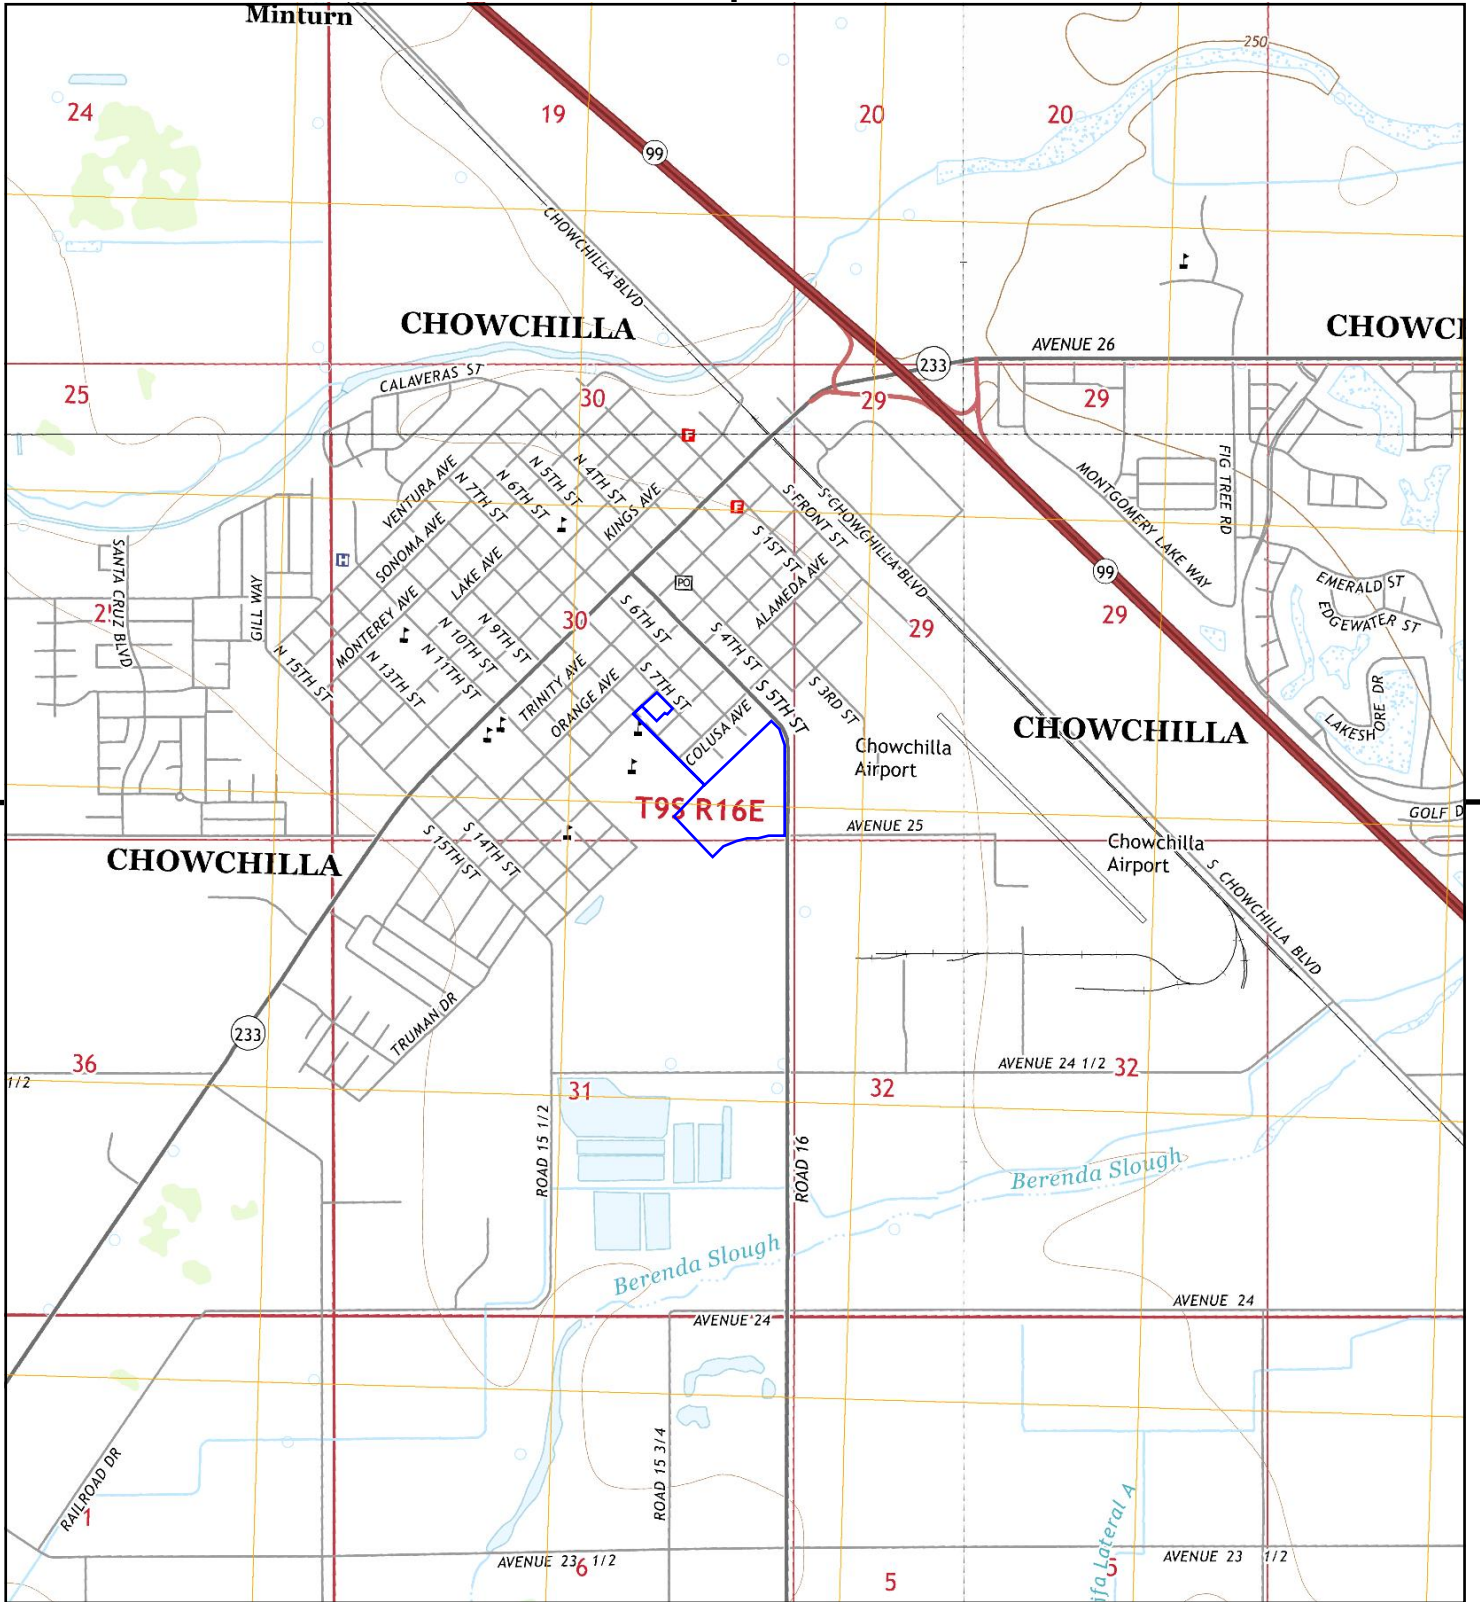 Minturn
250
24
19
20
20
99
CHOWCHILLA BLVD
CHOWCHILLA
CHOWCI
AVENUE 26
233
CALAVERAS ST
25
30
29
29
N 4TH ST
N 5TH ST
N 6TH ST
N 7TH ST
VENTURA AVE
KINGS AVE
S FRONT ST
S CHOWCHILLA BLVD
MONTGOMERY LAKE WAY
FIG TREE RD
SONOMA AVE
S 1ST ST
H
F
F
PO
LAKE AVE
ALAMEDA AVE
99
EMERALD ST
EDGEWATER ST
SANTA CRUZ BLVD
GILL WAY
MONTEREY AVE
30
29
29
S 6TH ST
N 9TH ST
N 10TH ST
N 11TH ST
N 13TH ST
N 15TH ST
S 4TH ST
TRINITY AVE
ORANGE AVE
S 7TH ST
S 5TH ST
S 3RD ST
COLUSA AVE
LAKESHORE DR
CHOWCHILLA
Chowchilla
Airport
T9S R16E
AVENUE 25
GOLF D
Chowchilla
Airport
S 14TH ST
S 15TH ST
CHOWCHILLA
S CHOWCHILLA BLVD
TRUMAN DR
233
36
1/2
31
32
AVENUE 24 1/2
32
ROAD 15 1/2
ROAD 16
Berenda Slough
Berenda Slough
AVENUE 24
AVENUE 24
RAILROAD DR
ROAD 15 3/4
1
AVENUE 23 1/2
6
5
ifa Lateral A
5
AVENUE 23 1/2